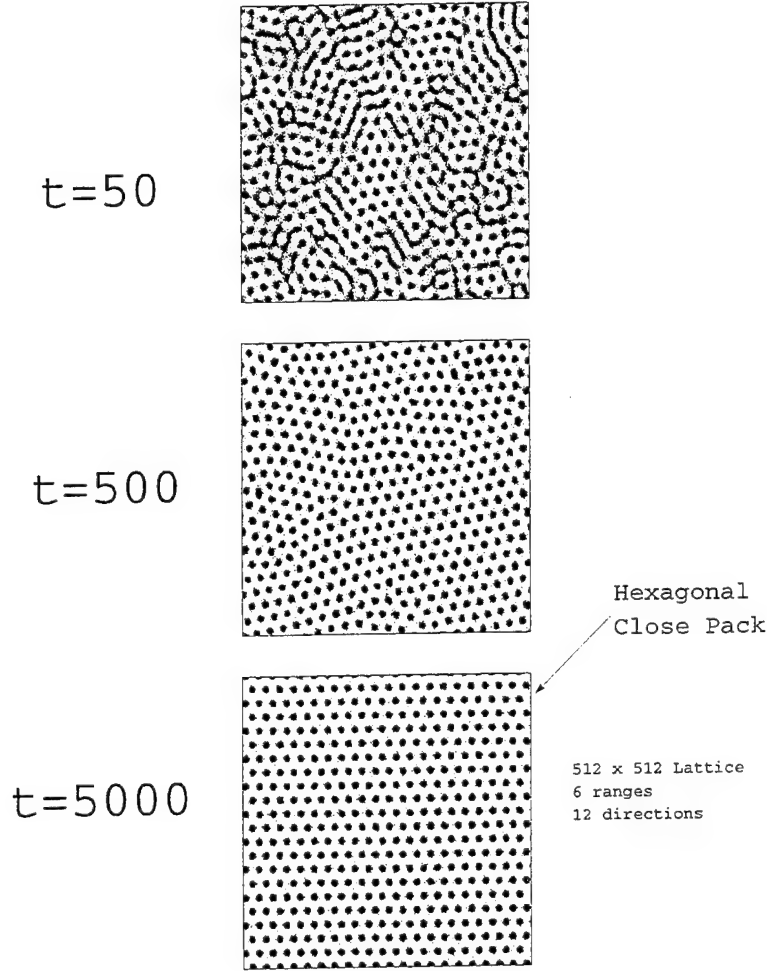 t=50
t=500
Hexagonal
Close Pack
512 x 512 Lattice
6 ranges
12 directions
t=5000